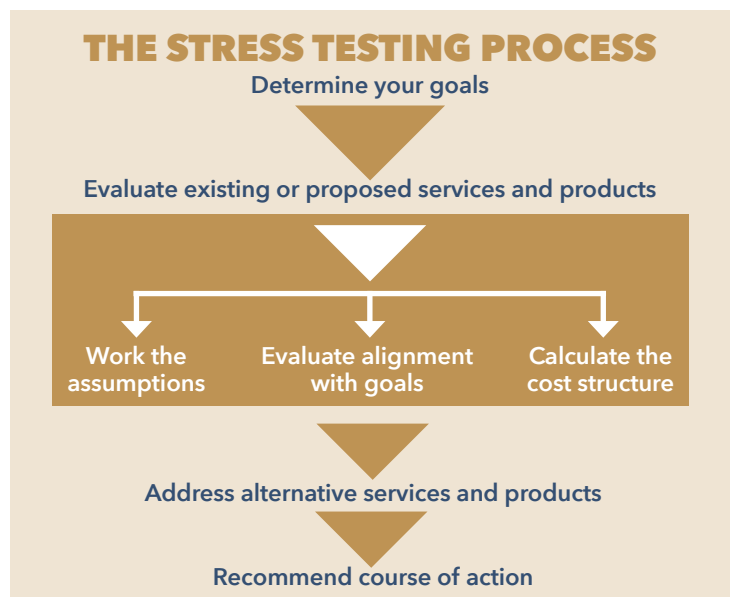 THE STRESS TESTING PROCESS
Determine your goals
Evaluate existing or proposed services and products
Work the
assumptions
Evaluate alignment
with goals
Calculate the
cost structure
Address alternative services and products
Recommend course of action